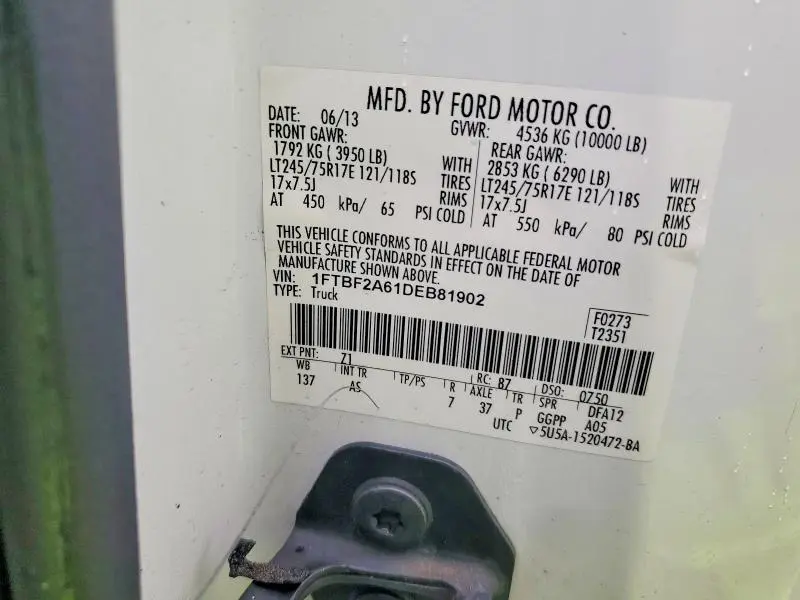 MFD. BY FORD MOTOR CO.
DATE: 06/13 GVWR: 4536 KG (10000 LB)
FRONT GAWR: REAR GAWR:
1792 KG ( 3950 LB) WITH 2853 KG ( 6290 LB) WITH
LT245/75R17E 121/118S TIRES LT245/75R17E 121/118S TIRES
17x7.5J RIMS 17x7.5J RIMS
AT 450 kPa/ 65 PSI COLD AT 550 kPa/ 80 PSI COLD
THIS VEHICLE CONFORMS TO ALL APPLICABLE FEDERAL MOTOR
VEHICLE SAFETY STANDARDS IN EFFECT ON THE DATE OF
MANUFACTURE SHOWN ABOVE.
VIN: 1FTBF2A61DEB81902
TYPE: Truck
F0273
T2351
EXT PNT: Z1 RC: 87 DSO: 0750
WB INT TR TP/PS R AXLE TR SPR DFA12
137 AS 7 37 P GGPP A05
UTC ▽5U5A-1520472-BA